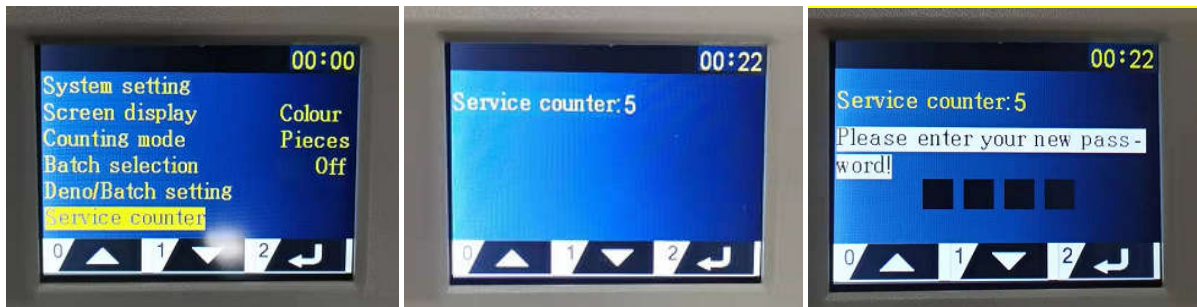 00:00
System setting
Screen display Colour
Counting mode Pieces
Batch selection Off
Deno/Batch setting
Service counter
0/ 1/ 2/
00:22
Service counter:5
0/ 1/ 2/
00:22
Service counter:5
Please enter your new pass-
word!
0/ 1/ 2/